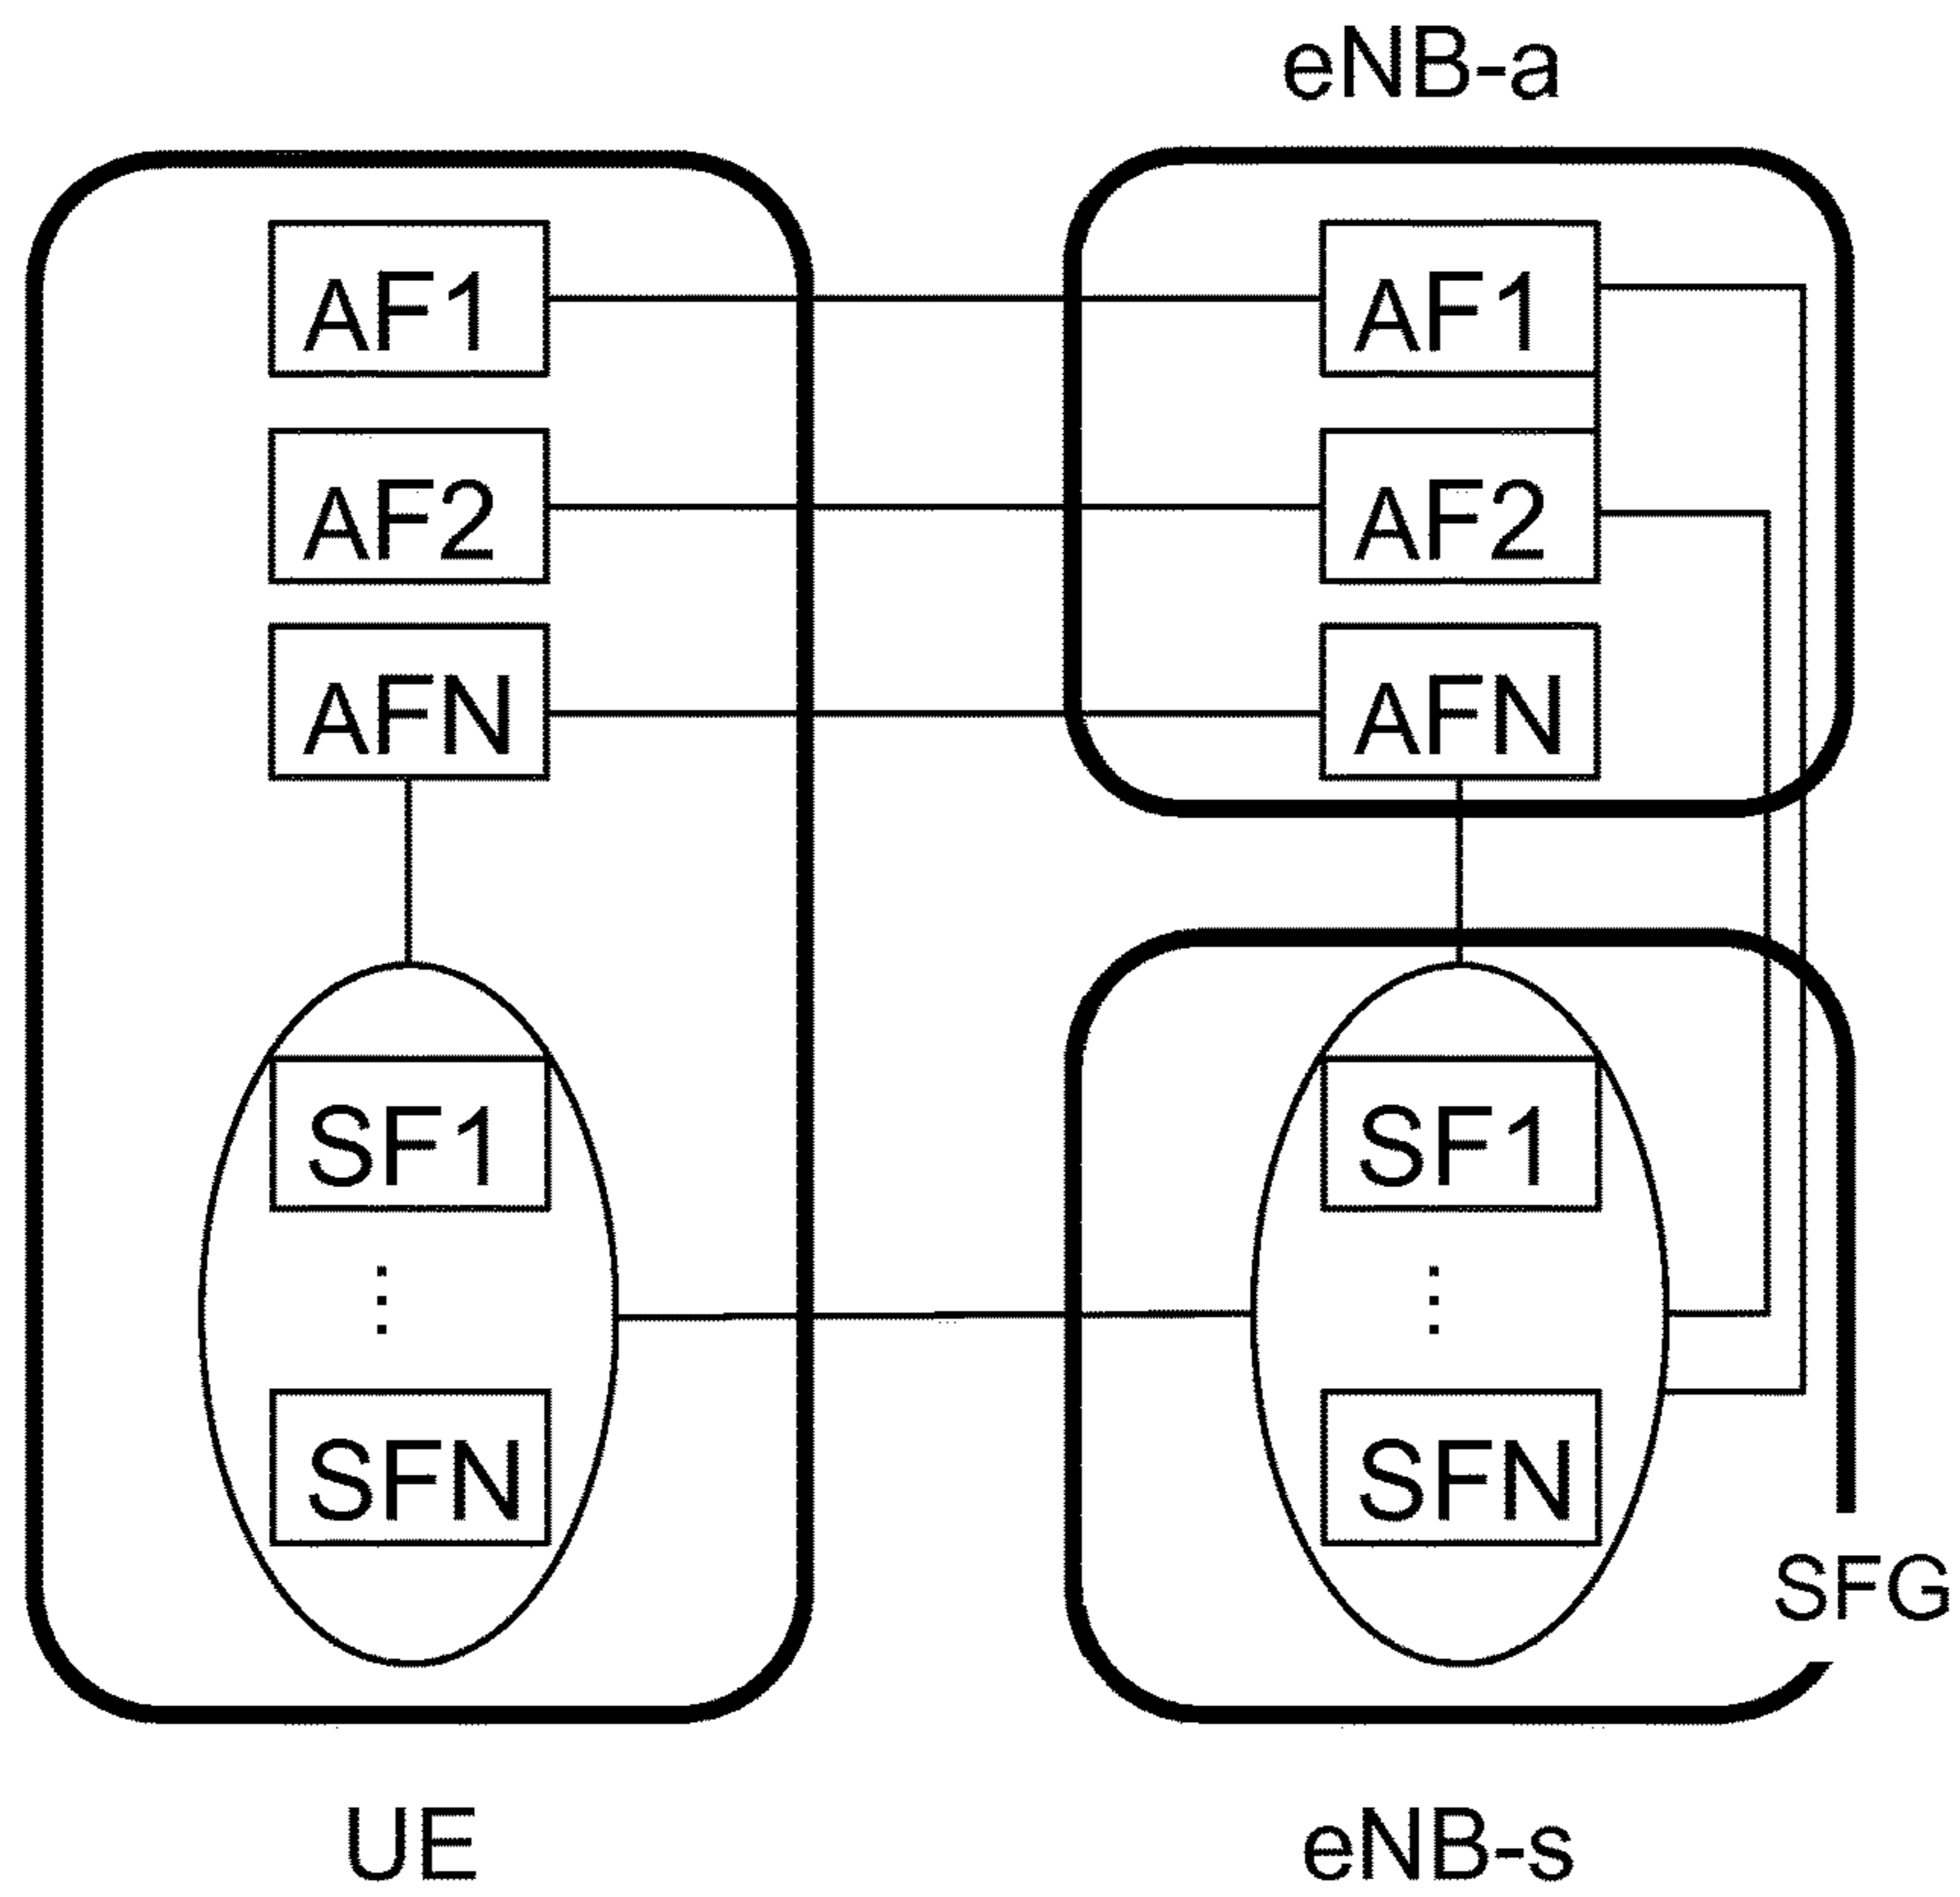 eNB-a
AF1 AF1
AF2 AF2
AFN AFN
SF1 SF1
⋮ ⋮
SFN SFN
SFG
UE eNB-s